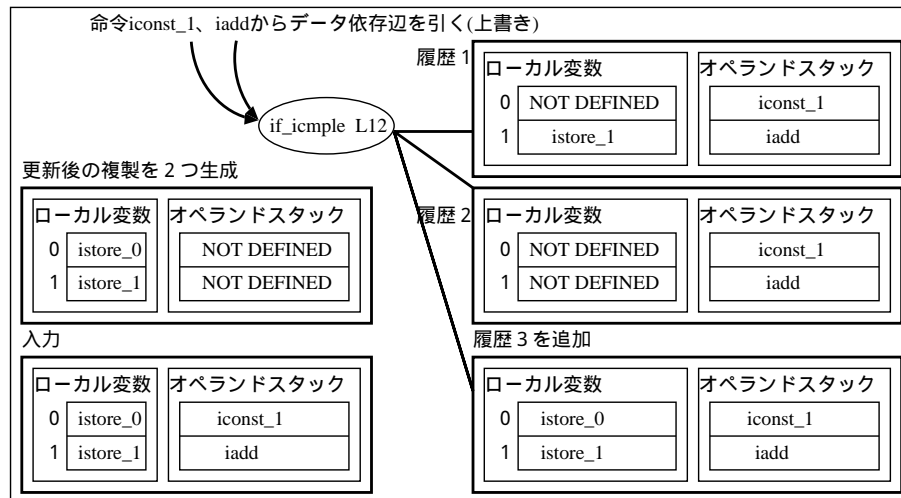 命令iconst_1、iaddからデータ依存辺を引く(上書き)
if_icmple L12
履歴 1
ローカル変数 オペランドスタック
0 NOT DEFINED iconst_1
1 istore_1 iadd
更新後の複製を 2 つ生成
ローカル変数 オペランドスタック
0 istore_0 NOT DEFINED
1 istore_1 NOT DEFINED
履歴 2
ローカル変数 オペランドスタック
0 NOT DEFINED iconst_1
1 NOT DEFINED iadd
入力
ローカル変数 オペランドスタック
0 istore_0 iconst_1
1 istore_1 iadd
履歴 3 を追加
ローカル変数 オペランドスタック
0 istore_0 iconst_1
1 istore_1 iadd